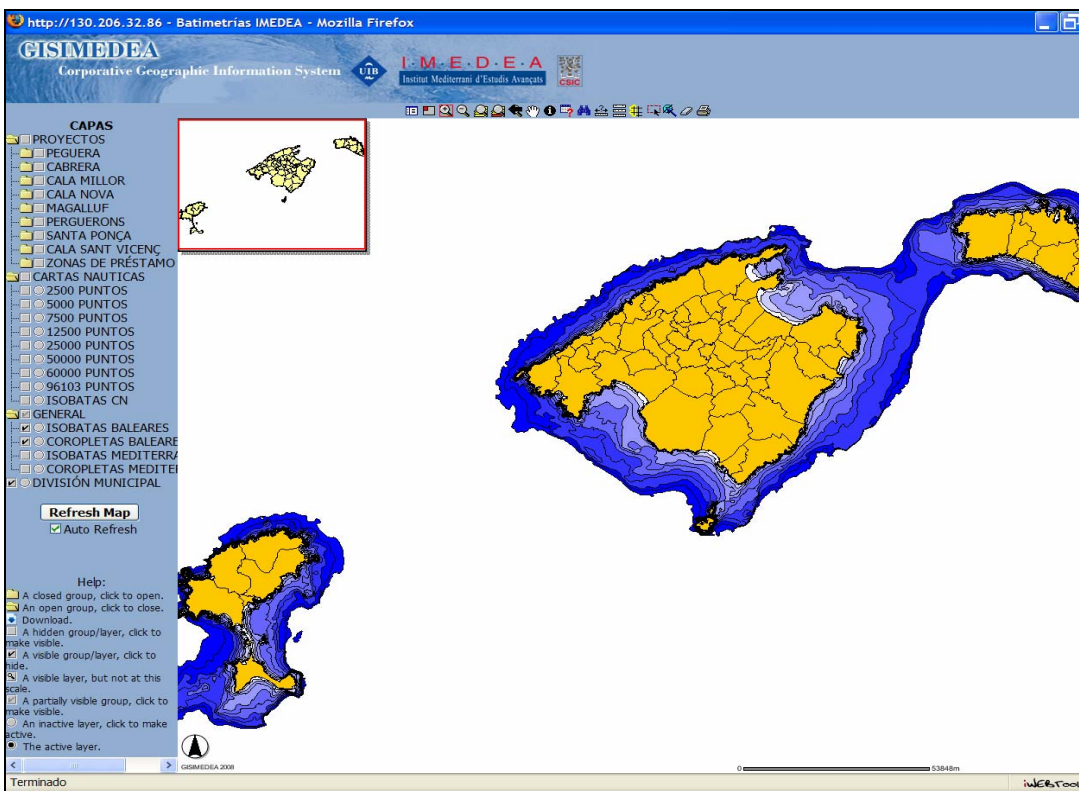 http://130.206.32.86 - Batimetrías IMEDEA - Mozilla Firefox
GISIMEDEA
Corporative Geographic Information System
UIB
I·M·E·D·E·A
Institut Mediterrani d'Estudis Avançats
CSIC
CAPAS
PROYECTOS
PEGUERA
CABRERA
CALA MILLOR
CALA NOVA
MAGALLUF
PERGUERONS
SANTA PONÇA
CALA SANT VICENÇ
ZONAS DE PRÉSTAMO
CARTAS NAUTICAS
2500 PUNTOS
5000 PUNTOS
7500 PUNTOS
12500 PUNTOS
25000 PUNTOS
50000 PUNTOS
60000 PUNTOS
96103 PUNTOS
ISOBATAS CN
GENERAL
ISOBATAS BALEARES
COROPLETAS BALEARE
ISOBATAS MEDITERRA
COROPLETAS MEDITE
DIVISIÓN MUNICIPAL
Refresh Map
Auto Refresh
Help:
A closed group, click to open.
An open group, click to close.
Download.
A hidden group/layer, click to
make visible.
A visible group/layer, click to
hide.
A visible layer, but not at this
scale.
A partially visible group, click to
make visible.
An inactive layer, click to make
active.
The active layer.
GISIMEDEA 2008
0 53848m
Terminado
iWEBTool